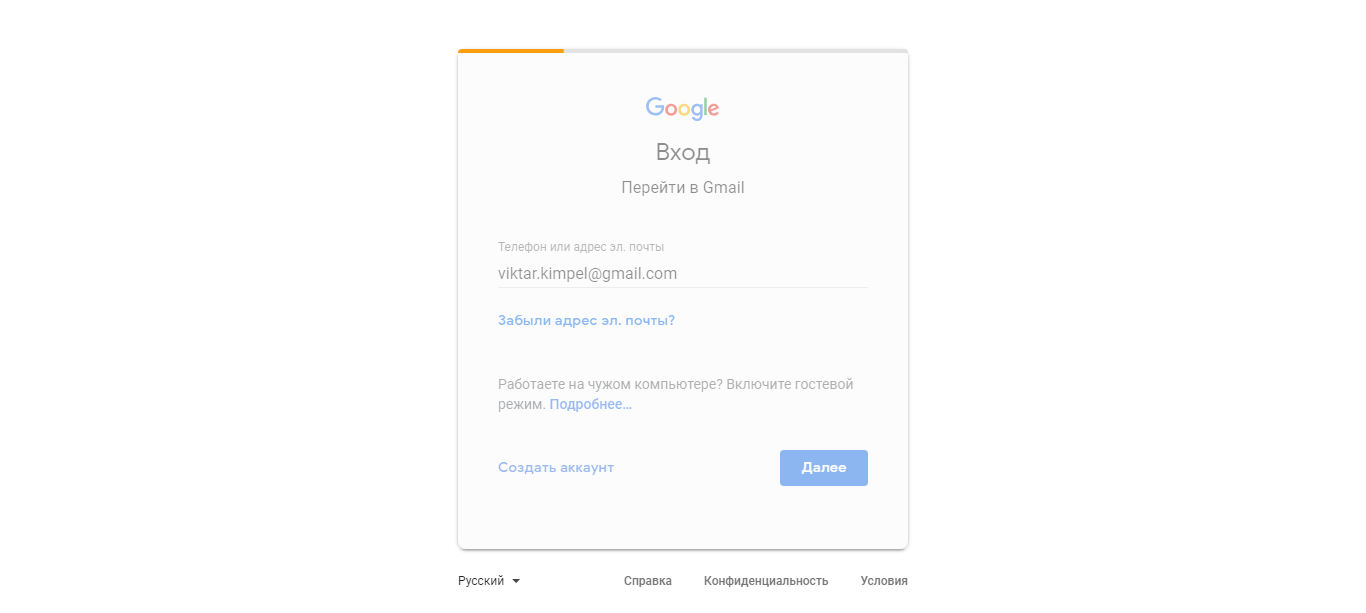 Google
Вход
Перейти в Gmail
Телефон или адрес эл. почты
viktar.kimpel@gmail.com
Забыли адрес эл. почты?
Работаете на чужом компьютере? Включите гостевой
режим. Подробнее…
Создать аккаунт Далее
Русский Справка Конфиденциальность Условия